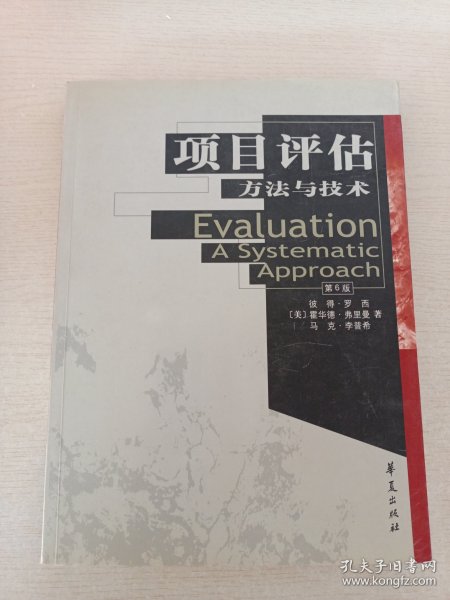 项目评估
方法与技术
Evaluation
A Systematic
Approach
第6版
彼得·罗西
[美]霍华德·弗里曼 著
马克·李普希
华夏出版社
孔夫子旧书网
www.kongfz.com